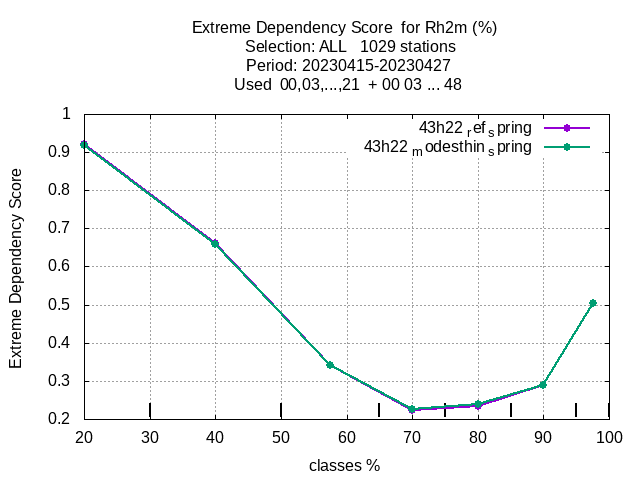 Extreme Dependency Score  for Rh2m (%)
Selection: ALL   1029 stations
Period: 20230415-20230427
Used  00,03,...,21  + 00 03 ... 48
43h22 ref spring
43h22 modesthin spring
Extreme Dependency Score
1
0.9
0.8
0.7
0.6
0.5
0.4
0.3
0.2
20 30 40 50 60 70 80 90 100
classes %